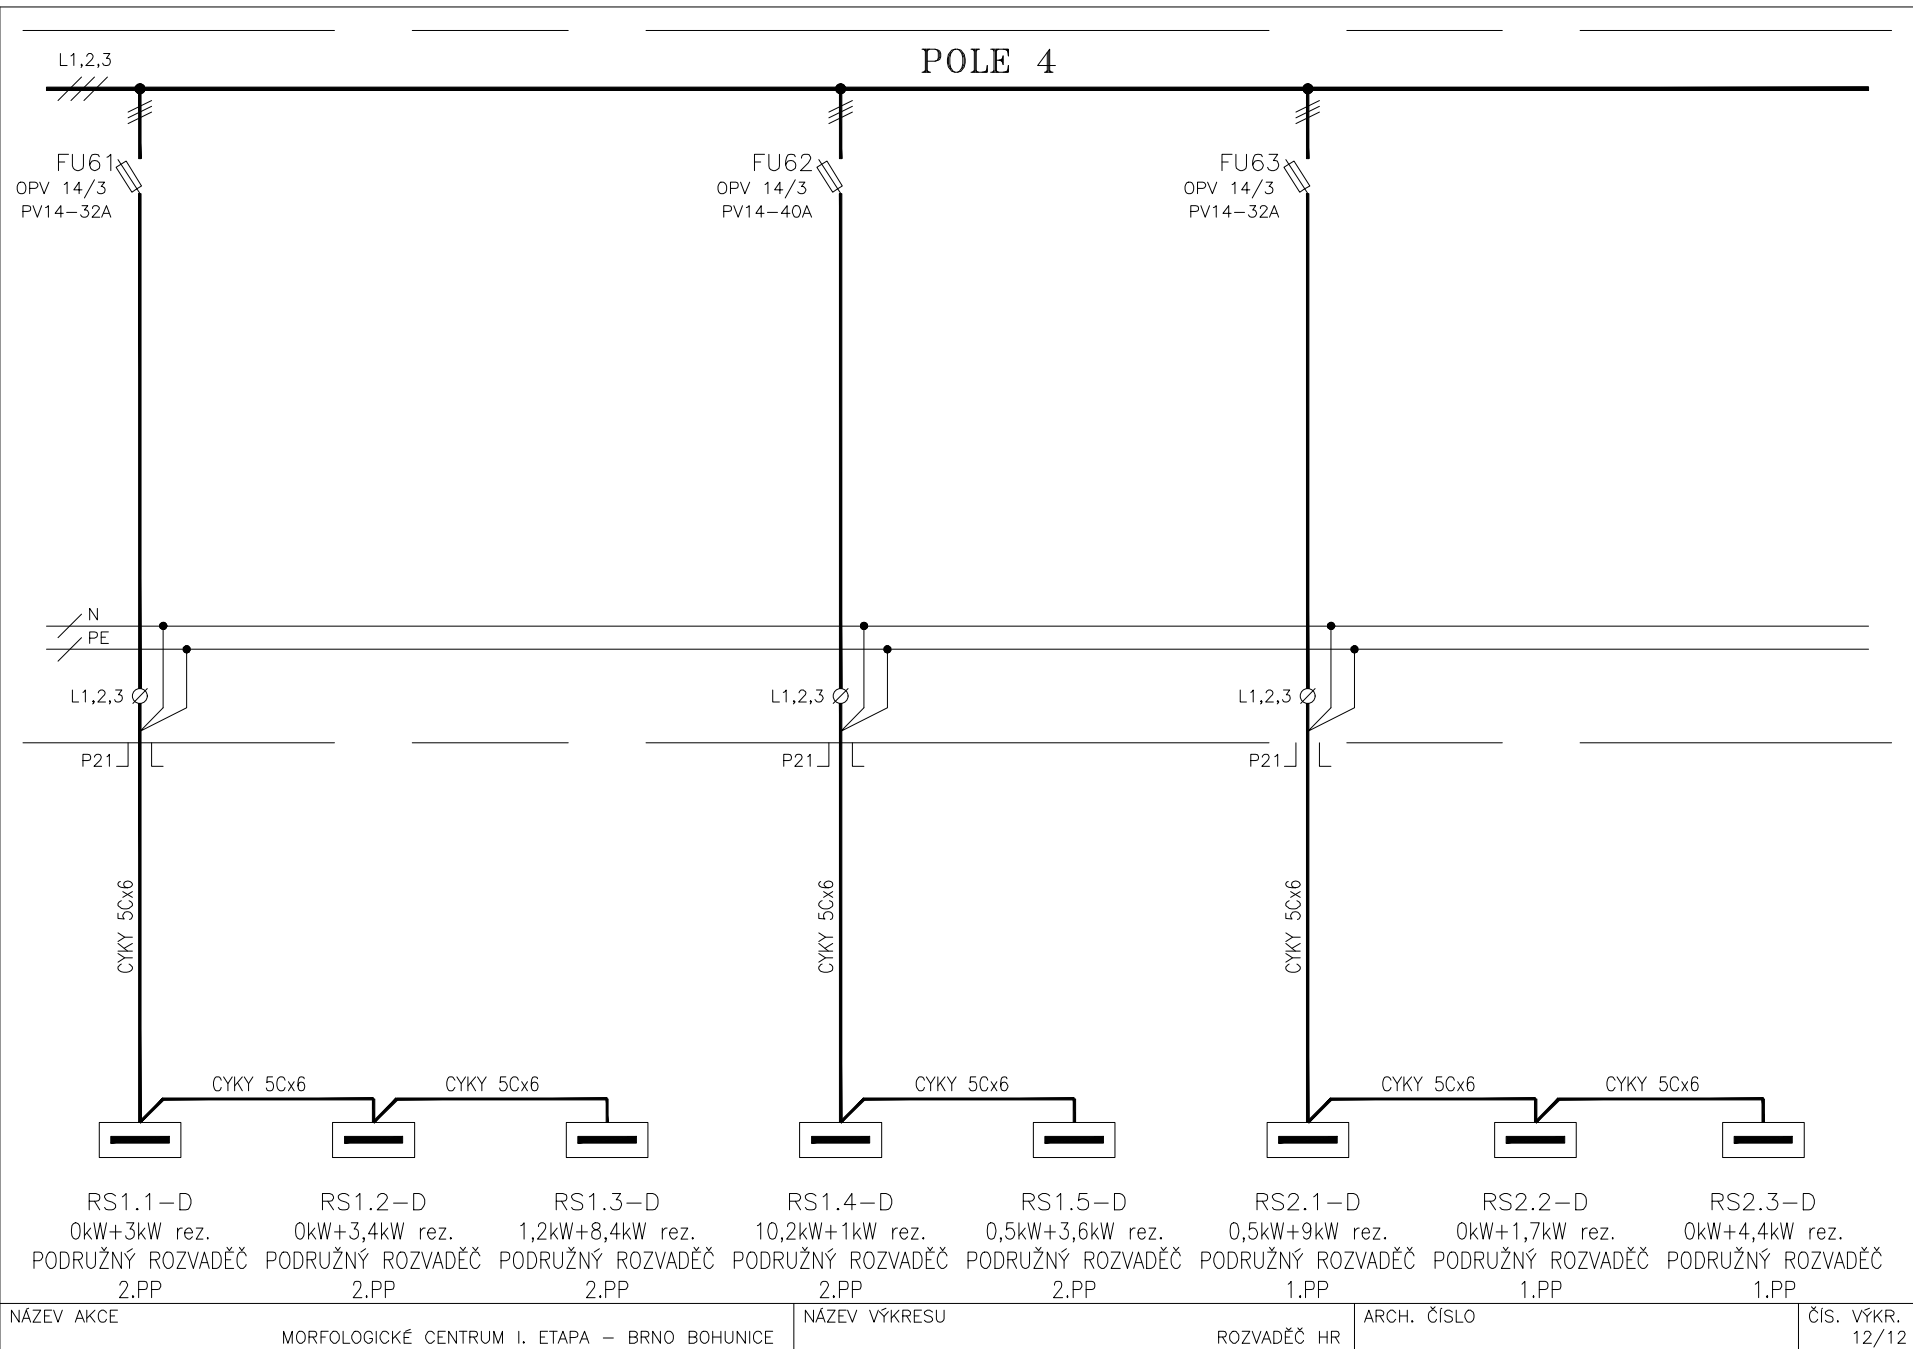 POLE 4
L1,2,3
FU61
OPV 14/3
PV14-32A
FU62
OPV 14/3
PV14-40A
FU63
OPV 14/3
PV14-32A
N
PE
L1,2,3
L1,2,3
L1,2,3
P21
P21
P21
CYKY 5Cx6
CYKY 5Cx6
CYKY 5Cx6
CYKY 5Cx6
CYKY 5Cx6
CYKY 5Cx6
CYKY 5Cx6
CYKY 5Cx6
RS1.1-D
0kW+3kW rez.
PODRUŽNÝ ROZVADĚČ
2.PP
RS1.2-D
0kW+3,4kW rez.
PODRUŽNÝ ROZVADĚČ
2.PP
RS1.3-D
1,2kW+8,4kW rez.
PODRUŽNÝ ROZVADĚČ
2.PP
RS1.4-D
10,2kW+1kW rez.
PODRUŽNÝ ROZVADĚČ
2.PP
RS1.5-D
0,5kW+3,6kW rez.
PODRUŽNÝ ROZVADĚČ
2.PP
RS2.1-D
0,5kW+9kW rez.
PODRUŽNÝ ROZVADĚČ
1.PP
RS2.2-D
0kW+1,7kW rez.
PODRUŽNÝ ROZVADĚČ
1.PP
RS2.3-D
0kW+4,4kW rez.
PODRUŽNÝ ROZVADĚČ
1.PP
NÁZEV AKCE
MORFOLOGICKÉ CENTRUM I. ETAPA – BRNO BOHUNICE
NÁZEV VÝKRESU
ROZVADĚČ HR
ARCH. ČÍSLO
ČÍS. VÝKR.
12/12